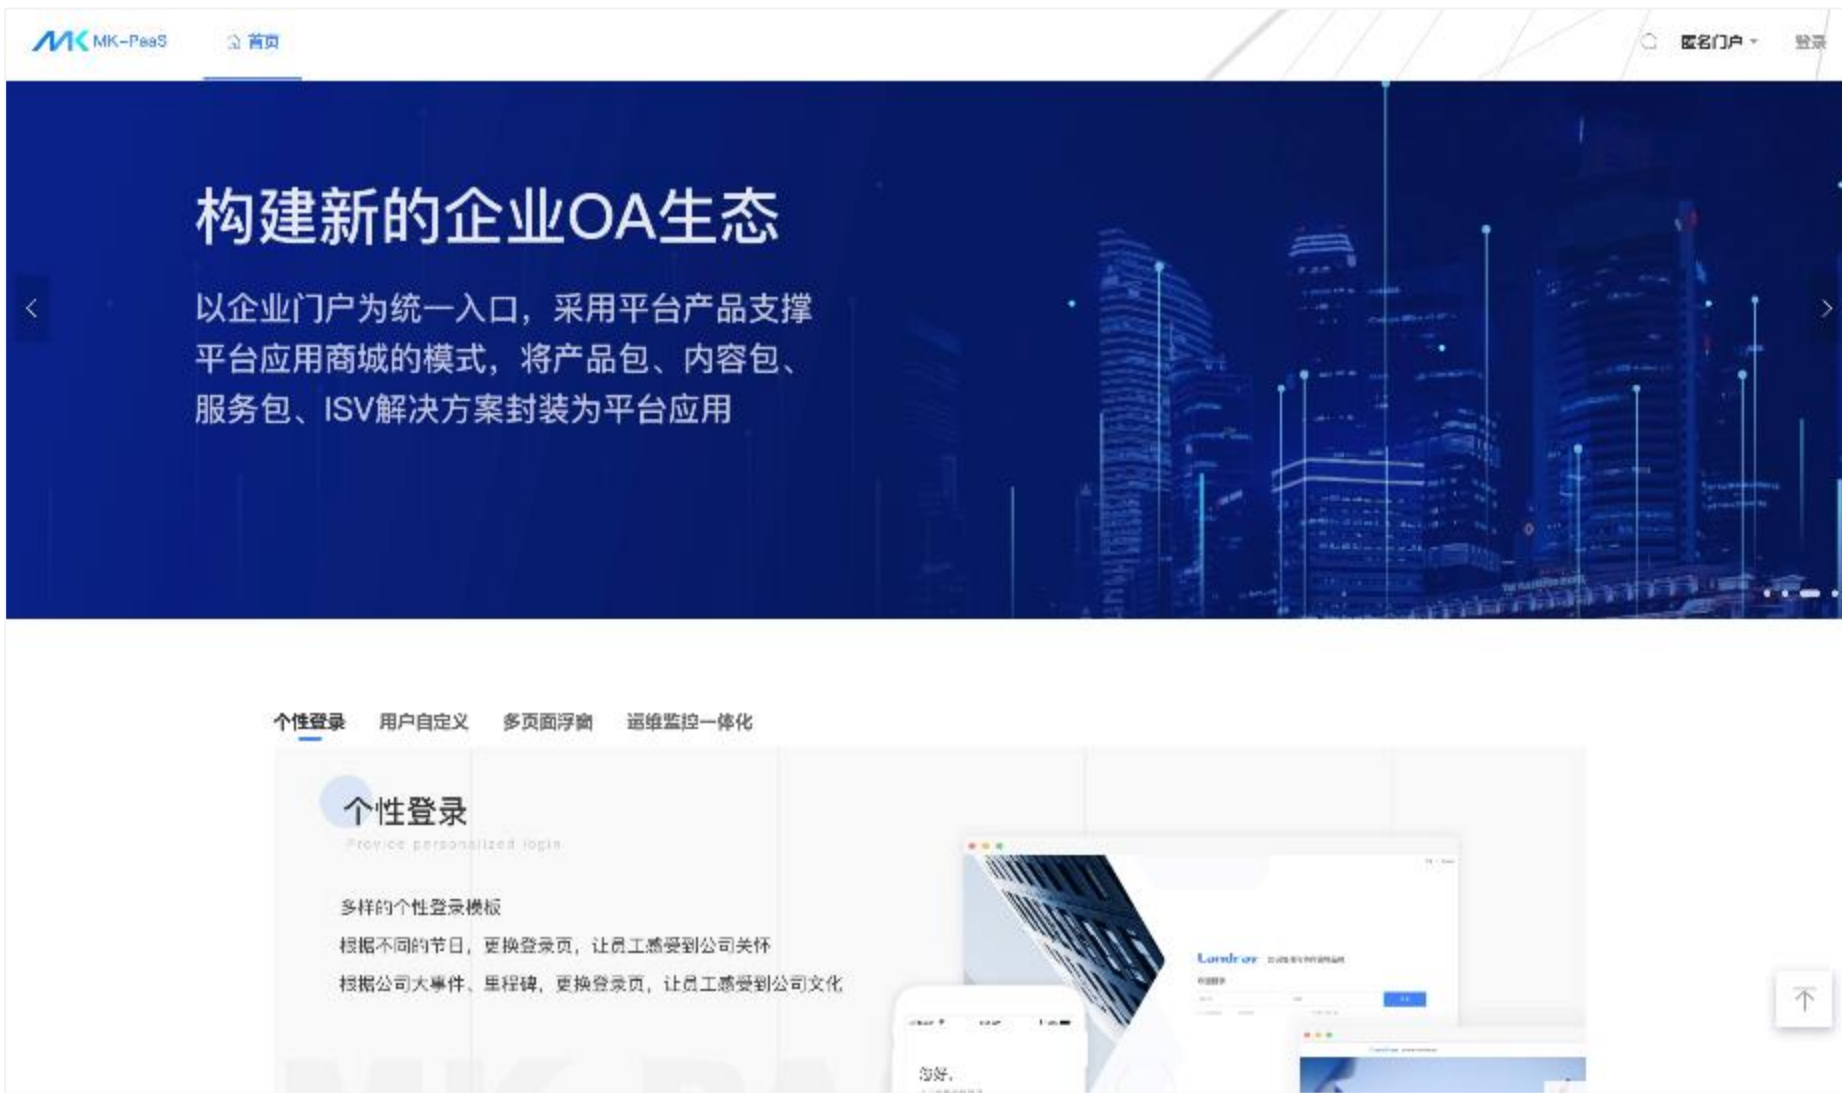 MK-PaaS
首页
匿名门户
登录
构建新的企业OA生态
以企业门户为统一入口，采用平台产品支撑
平台应用商城的模式，将产品包、内容包、
服务包、ISV解决方案封装为平台应用
个性登录
用户自定义
多页面浮窗
运维监控一体化
个性登录
Provice personalized login
多样的个性登录模板
根据不同的节日，更换登录页，让员工感受到公司关怀
根据公司大事件、里程碑，更换登录页，让员工感受到公司文化
Landray
您好，